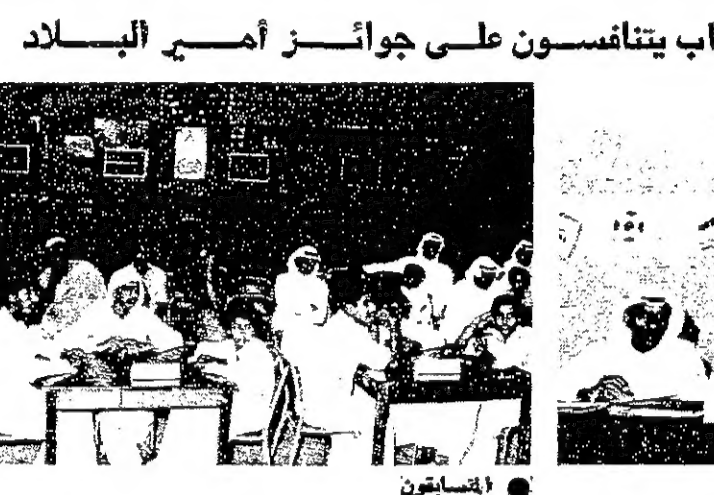 اب يتنافسون على جوائز أمير البلاد
المتسابقون